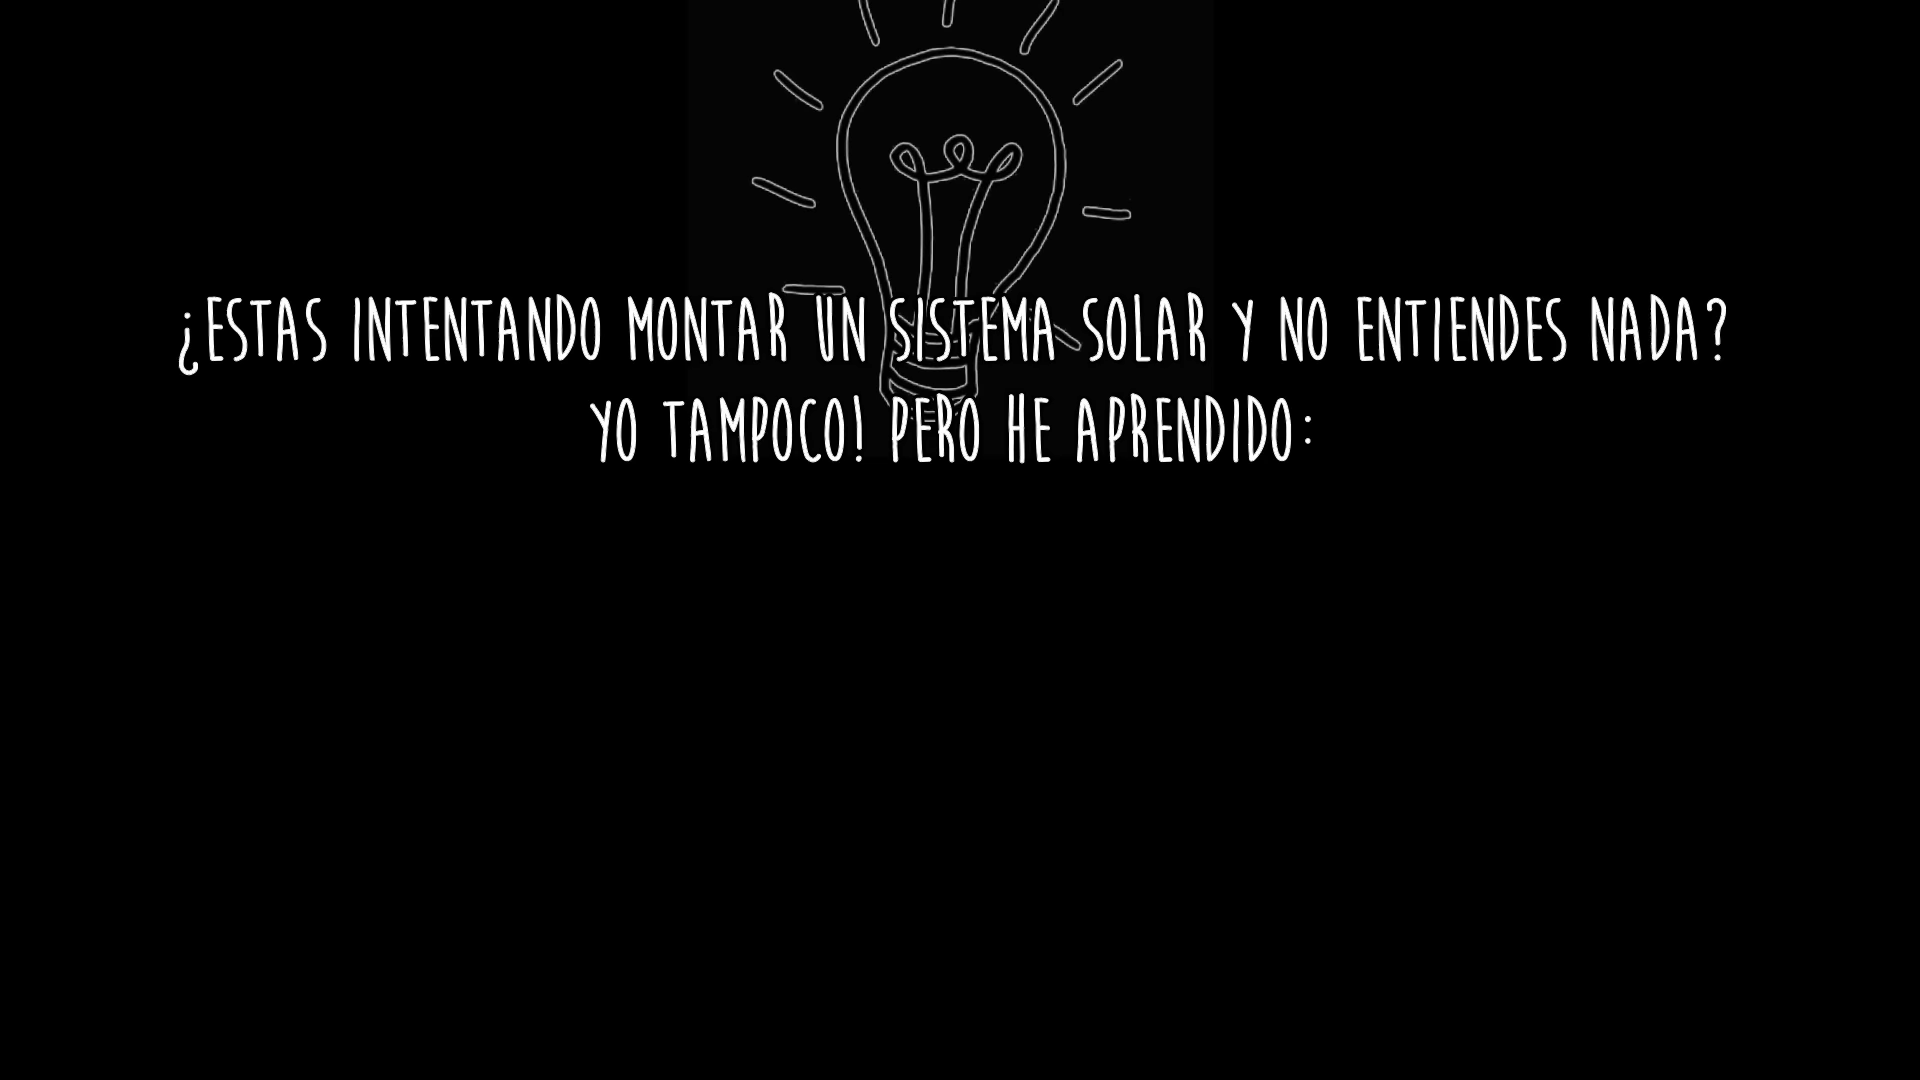 ¿ESTAS INTENTANDO MONTAR UN SISTEMA SOLAR Y NO ENTIENDES NADA?
YO TAMPOCO! PERO HE APRENDIDO: